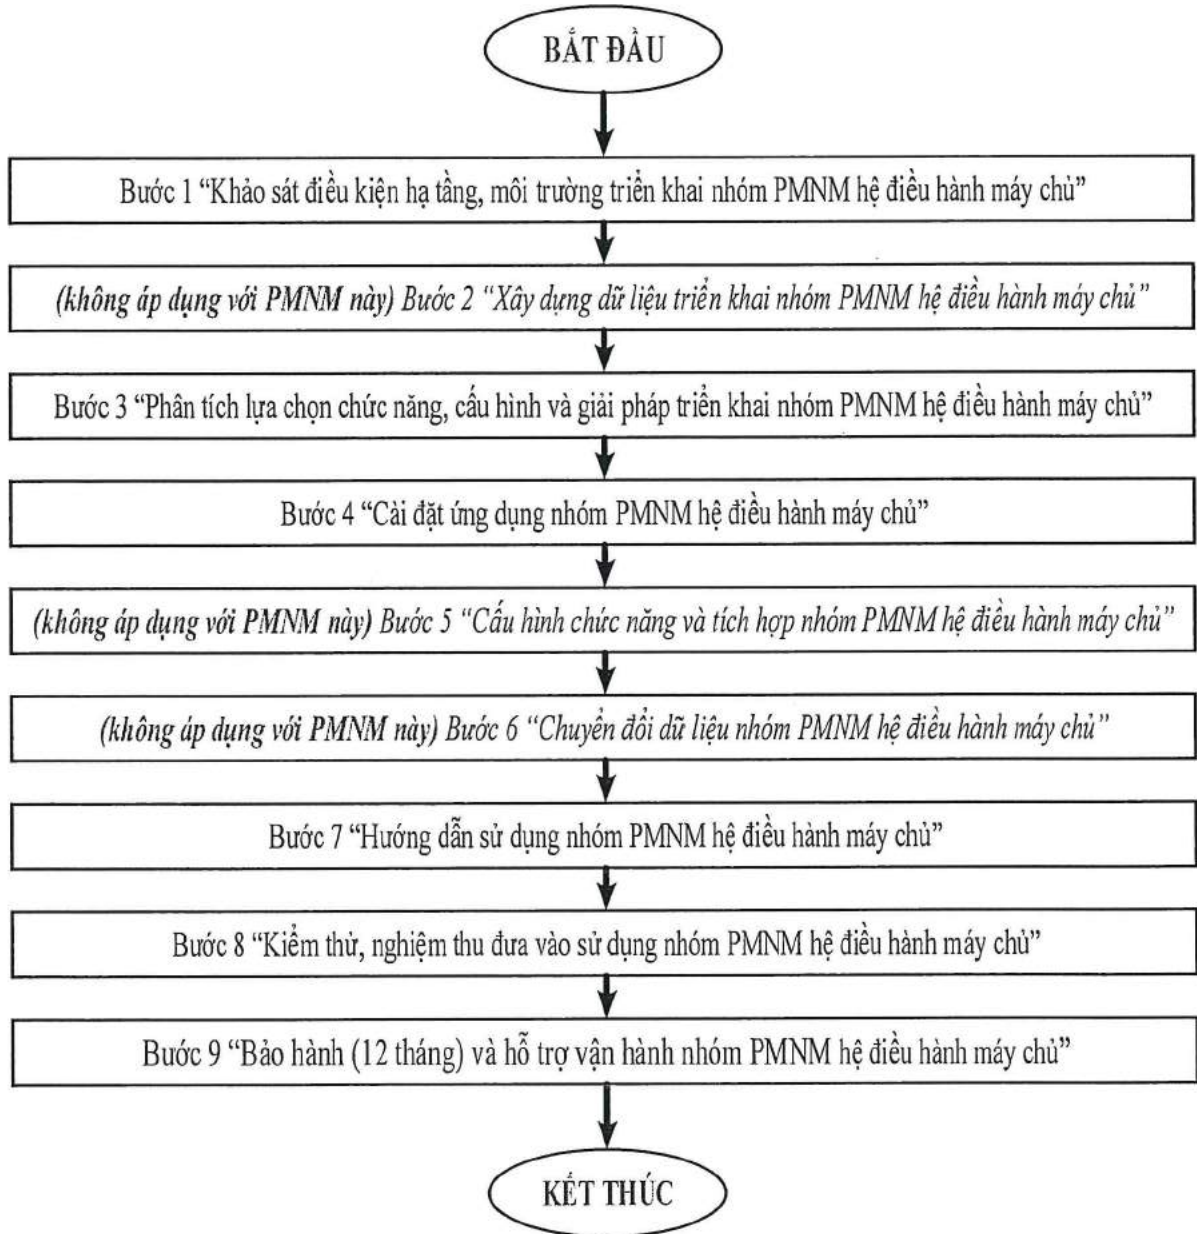 BẮT ĐẦU
Bước 1 “Khảo sát điều kiện hạ tầng, môi trường triển khai nhóm PMNM hệ điều hành máy chủ”
(không áp dụng với PMNM này) Bước 2 “Xây dựng dữ liệu triển khai nhóm PMNM hệ điều hành máy chủ”
Bước 3 “Phân tích lựa chọn chức năng, cấu hình và giải pháp triển khai nhóm PMNM hệ điều hành máy chủ”
Bước 4 “Cài đặt ứng dụng nhóm PMNM hệ điều hành máy chủ”
(không áp dụng với PMNM này) Bước 5 “Cấu hình chức năng và tích hợp nhóm PMNM hệ điều hành máy chủ”
(không áp dụng với PMNM này) Bước 6 “Chuyển đổi dữ liệu nhóm PMNM hệ điều hành máy chủ”
Bước 7 “Hướng dẫn sử dụng nhóm PMNM hệ điều hành máy chủ”
Bước 8 “Kiểm thử, nghiệm thu đưa vào sử dụng nhóm PMNM hệ điều hành máy chủ”
Bước 9 “Bảo hành (12 tháng) và hỗ trợ vận hành nhóm PMNM hệ điều hành máy chủ”
KẾT THÚC